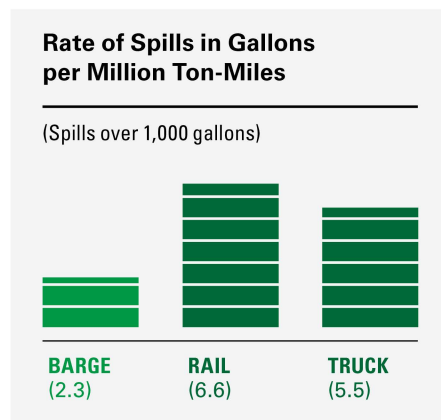 Rate of Spills in Gallons
per Million Ton-Miles
(Spills over 1,000 gallons)
BARGE RAIL TRUCK
(2.3) (6.6) (5.5)